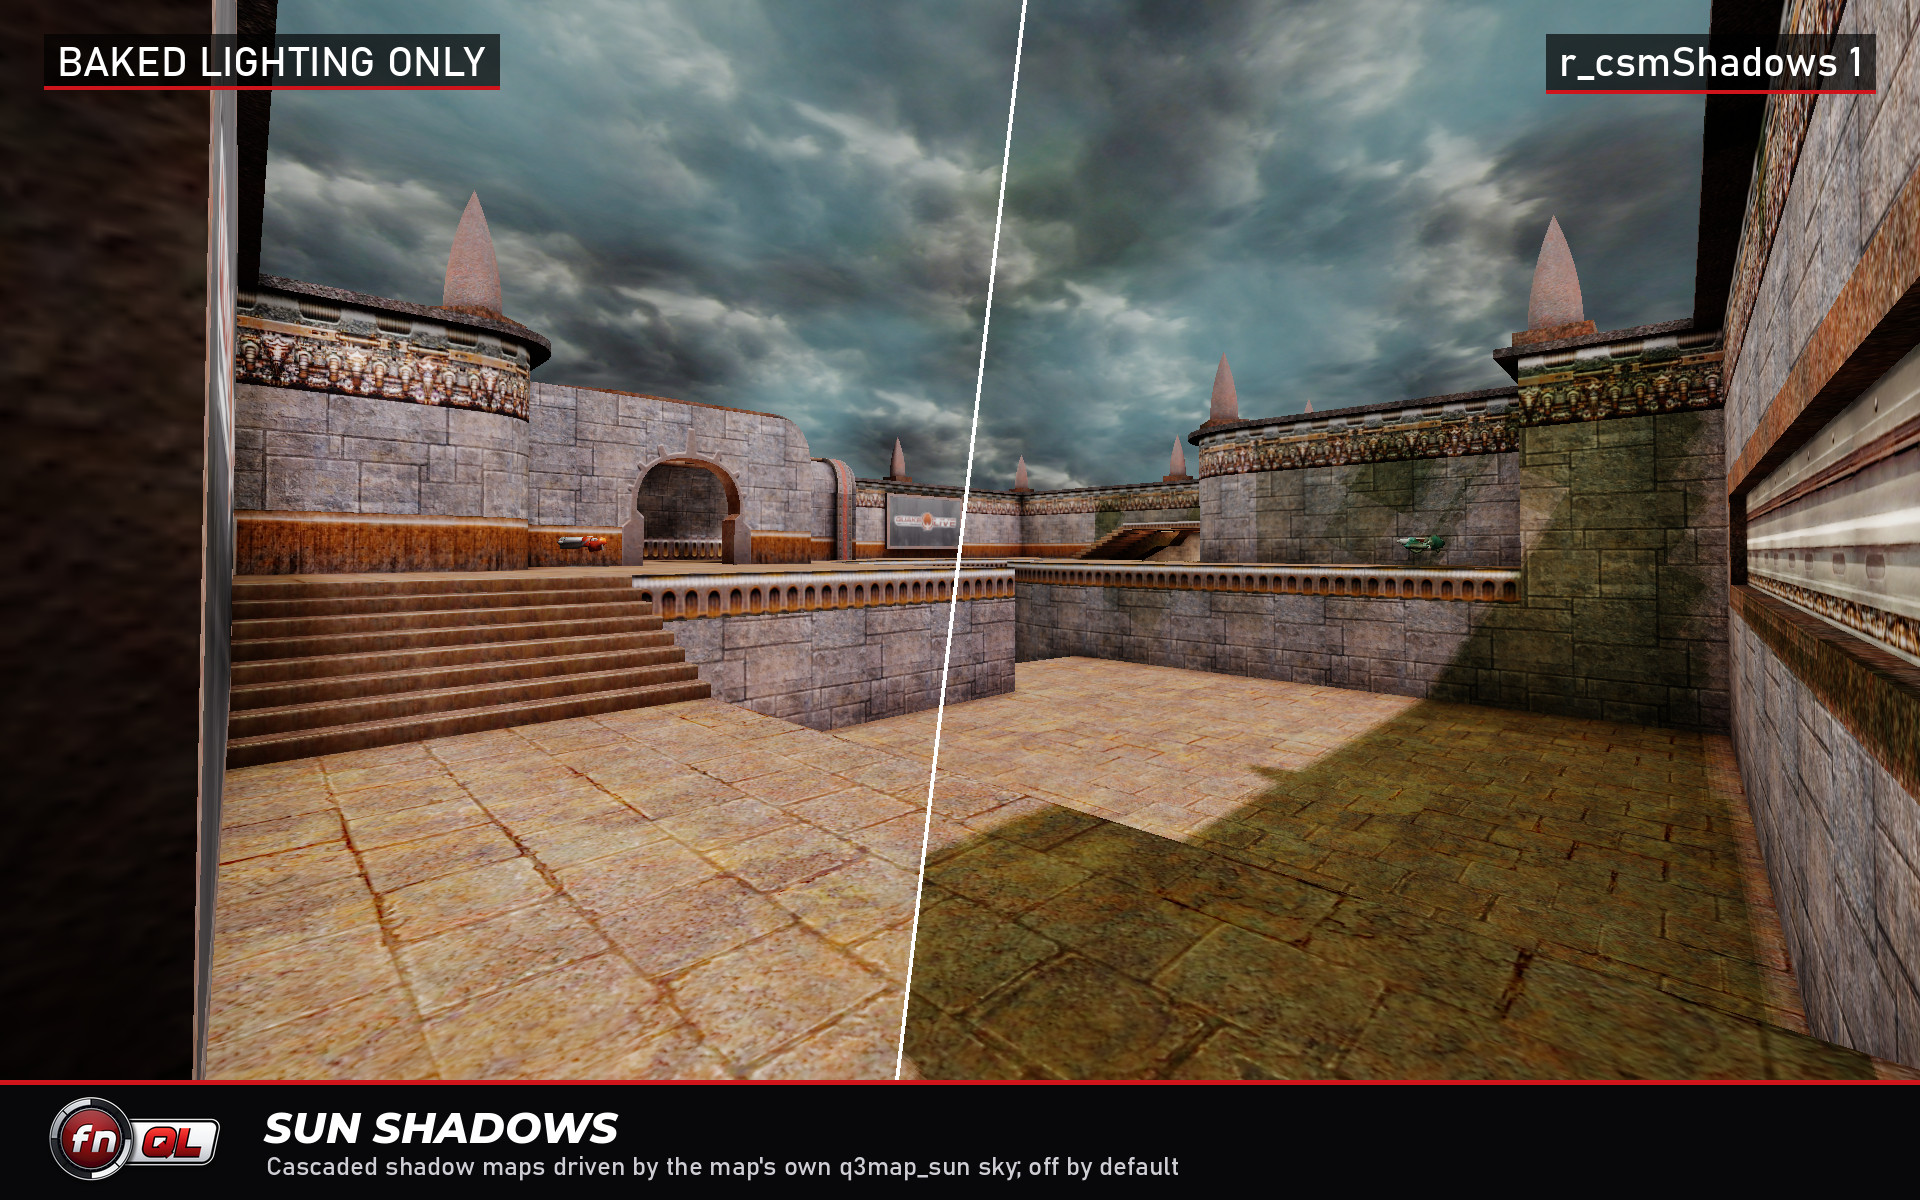 BAKED LIGHTING ONLY
r_csmShadows 1
fn QL
SUN SHADOWS
Cascaded shadow maps driven by the map's own q3map_sun sky; off by default